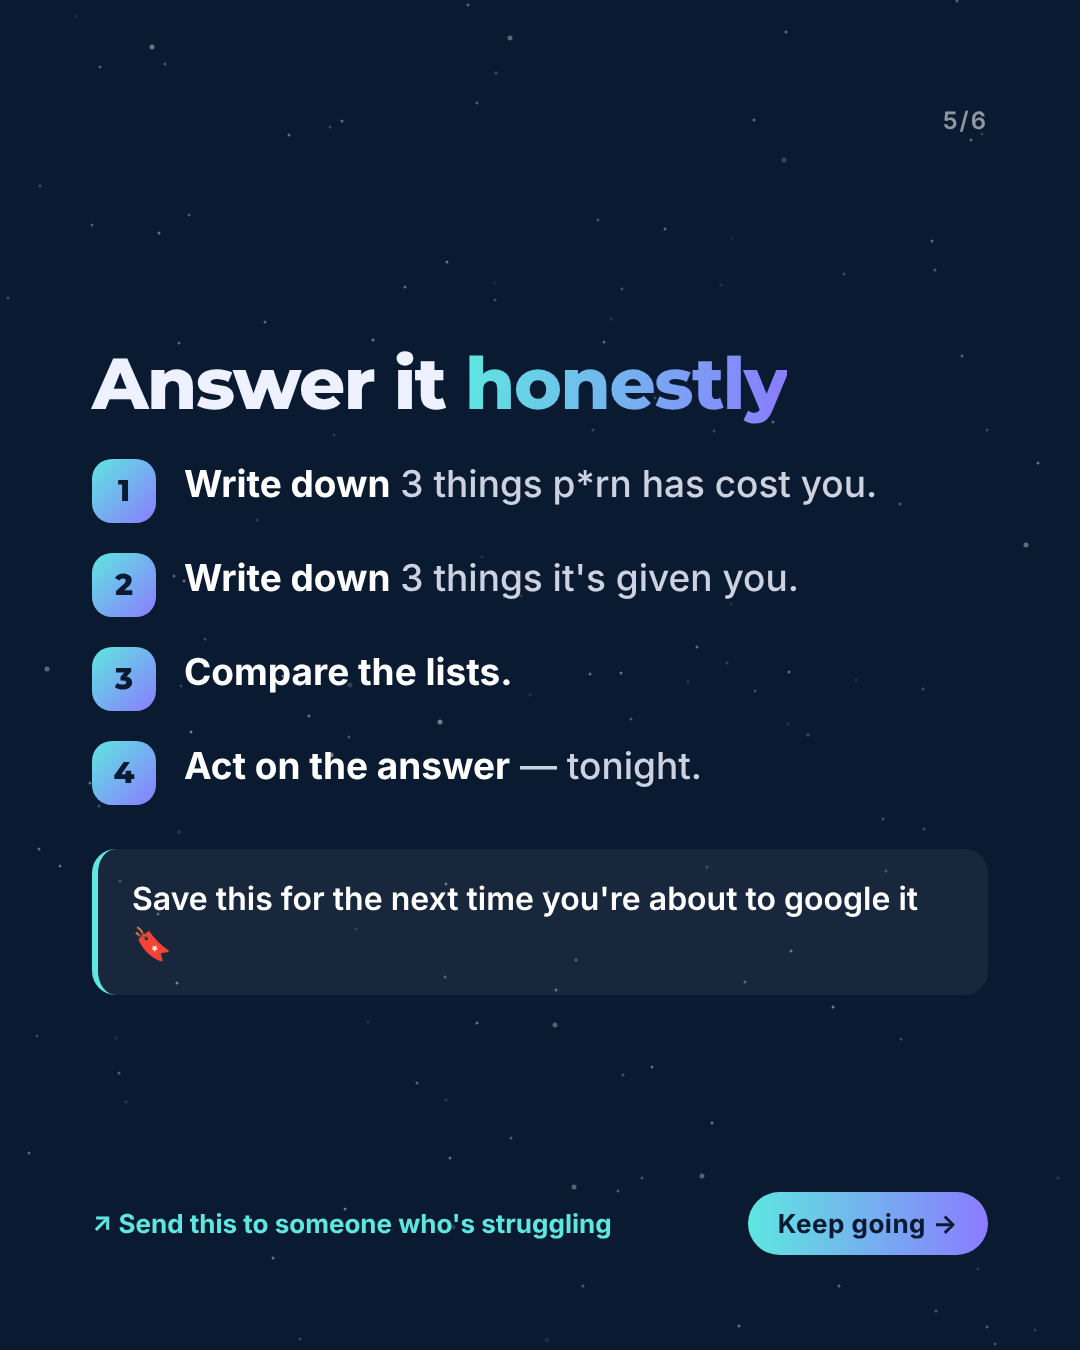 5/6
Answer it honestly
1 Write down 3 things p*rn has cost you.
2 Write down 3 things it's given you.
3 Compare the lists.
4 Act on the answer — tonight.
Save this for the next time you're about to google it
🔖
↗ Send this to someone who's struggling
Keep going →